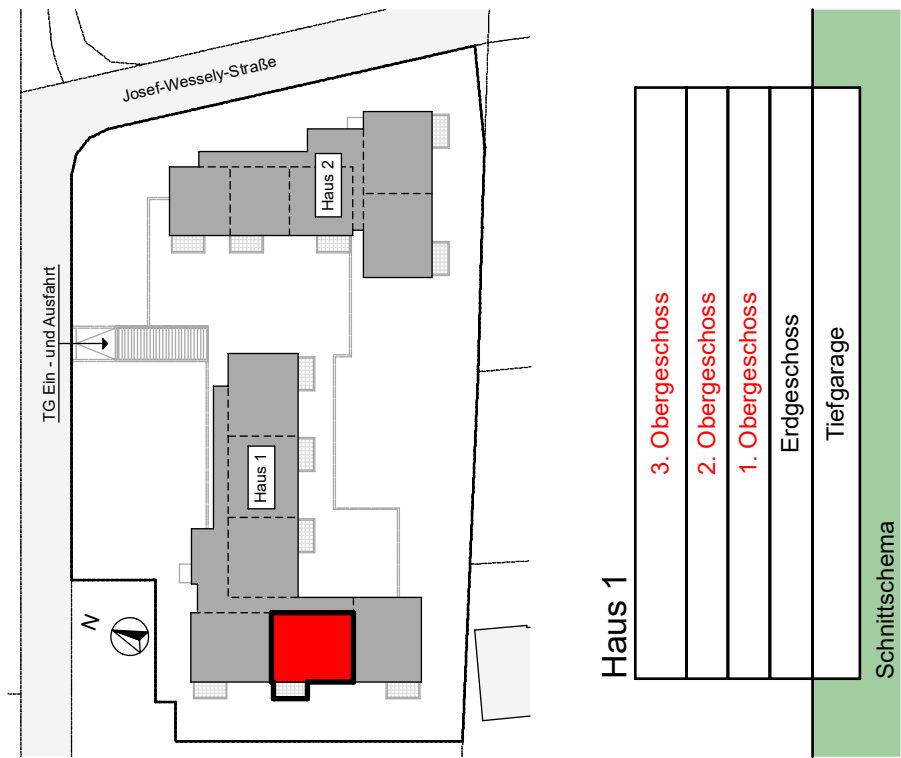 Josef-Wessely-Straße
Haus 2
TG Ein - und Ausfahrt
Haus 1
N
Haus 1
3. Obergeschoss
2. Obergeschoss
1. Obergeschoss
Erdgeschoss
Tiefgarage
Schnittschema